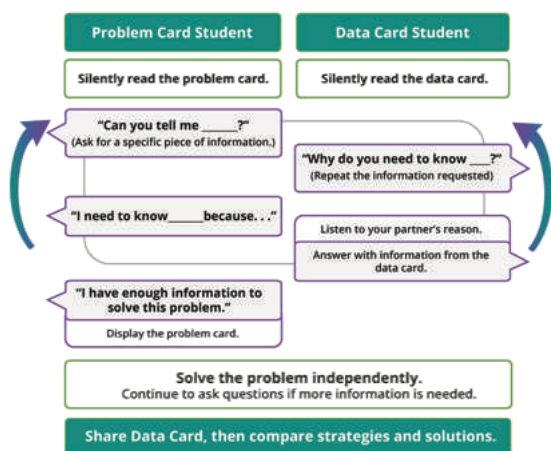 Problem Card Student
Data Card Student
Silently read the problem card.
Silently read the data card.
“Can you tell me ______?”
(Ask for a specific piece of information.)
“Why do you need to know ___?”
(Repeat the information requested)
“I need to know______because. . .”
Listen to your partner’s reason.
Answer with information from the
data card.
“I have enough information to
solve this problem.”
Display the problem card.
Solve the problem independently.
Continue to ask questions if more information is needed.
Share Data Card, then compare strategies and solutions.